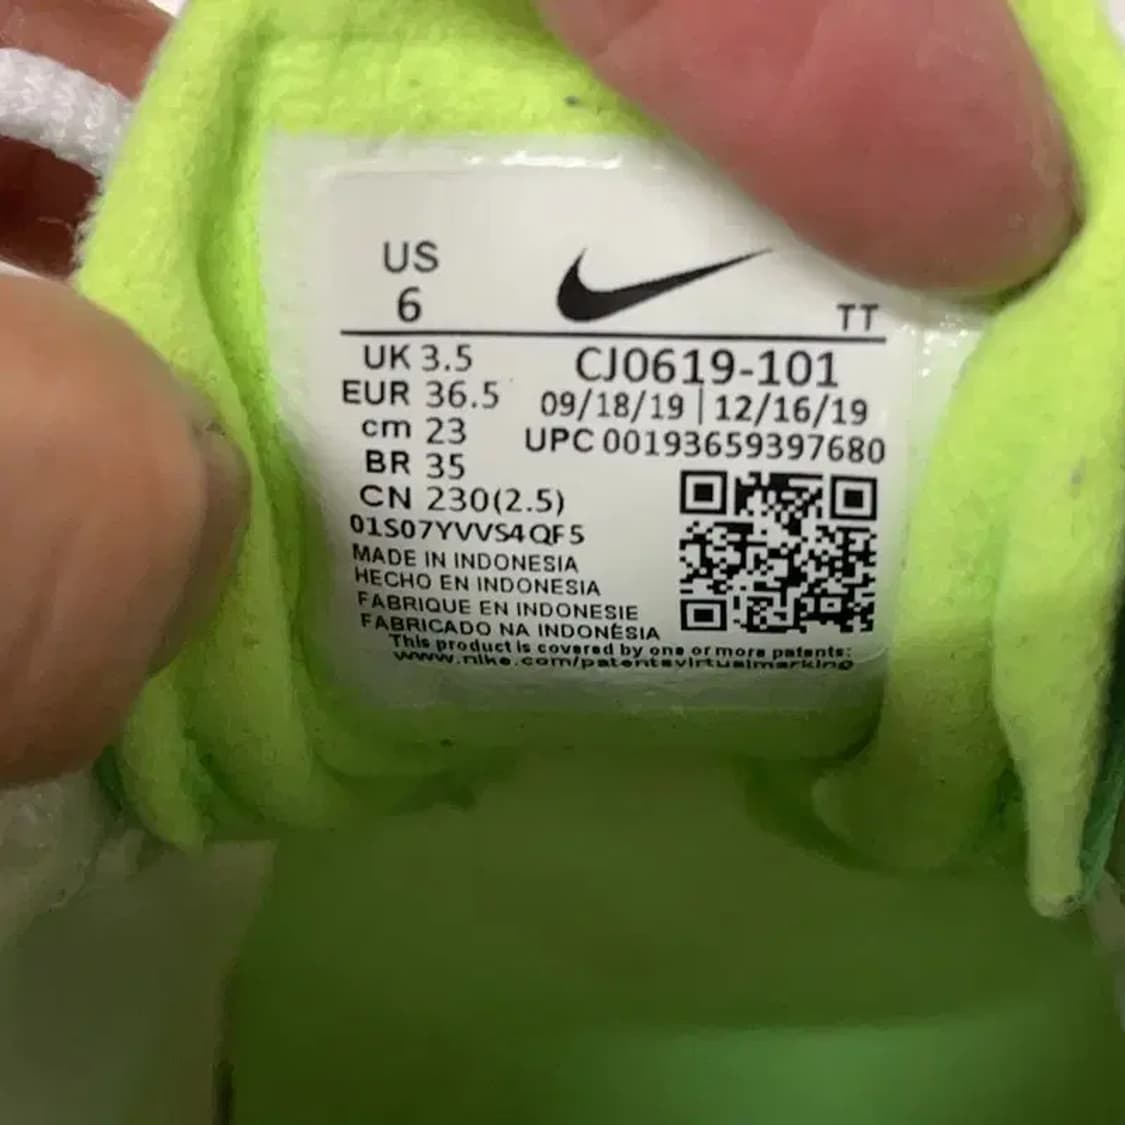 US
6
TT
UK 3.5
EUR 36.5
cm 23
BR 35
CN 230(2.5)
CJ0619-101
09/18/19 | 12/16/19
UPC 00193659397680
01S07YVVS4QF5
MADE IN INDONESIA
HECHO EN INDONESIA
FABRIQUE EN INDONESIE
FABRICADO NA INDONÉSIA
This product is covered by one or more patents:
www.nike.com/patentsvirtualmarking